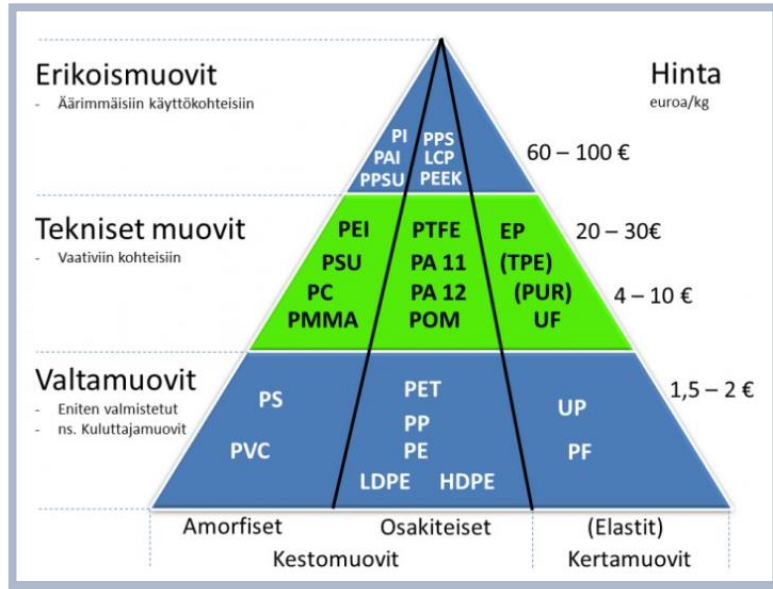 Erikoismuovit
- Äärimmäisiin käyttökohteisiin
Hinta
euroa/kg
PI
PAI
PPSU
PPS
LCP
PEEK
60 – 100 €
Tekniset muovit
- Vaativiin kohteisiin
PEI
PSU
PC
PMMA
PTFE
PA 11
PA 12
POM
EP
(TPE)
(PUR)
UF
20 – 30€
4 – 10 €
Valtamuovit
- Eniten valmistetut
- ns. Kuluttajamuovit
PS
PVC
PET
PP
PE
LDPE HDPE
UP
PF
1,5 – 2 €
Amorfiset Osakiteiset (Elastit)
Kestomuovit Kertamuovit